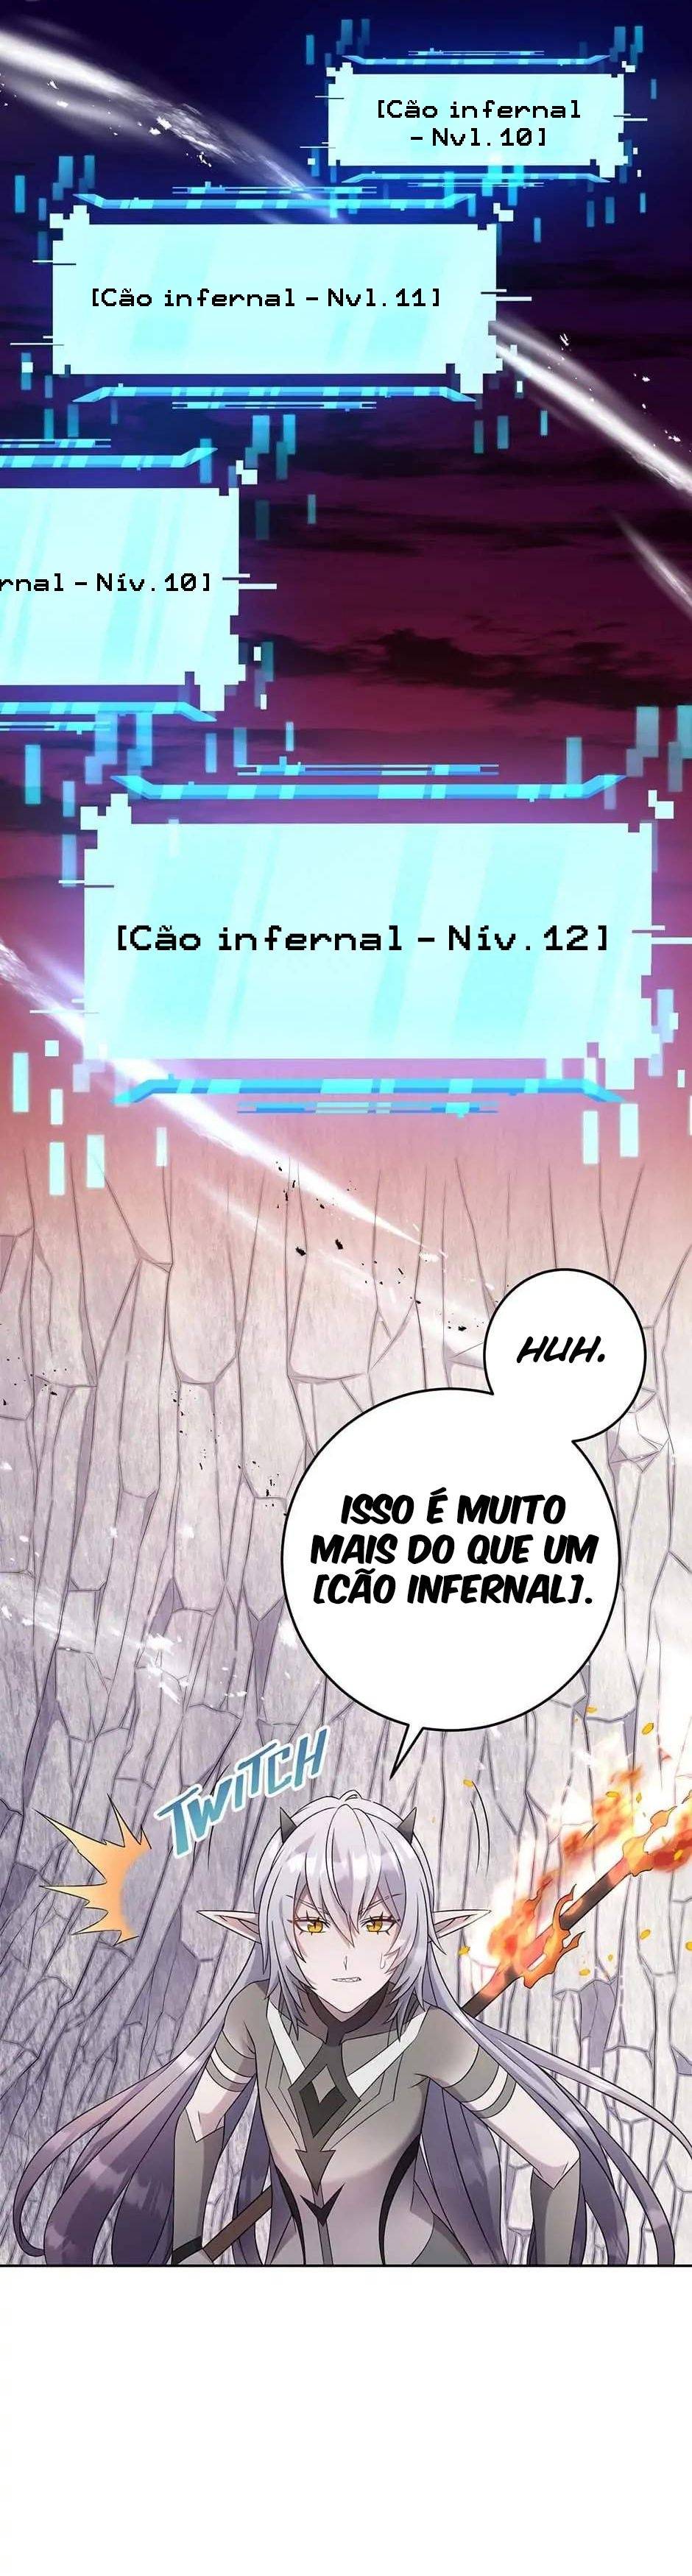 [Cão infernal
- Nvl.10]
[Cão infernal - Nvl.11]
rnal - Nív.10]
[Cão infernal - Nív.12]
HUH.
ISSO É MUITO
MAIS DO QUE UM
[CÃO INFERNAL].
TWITCH